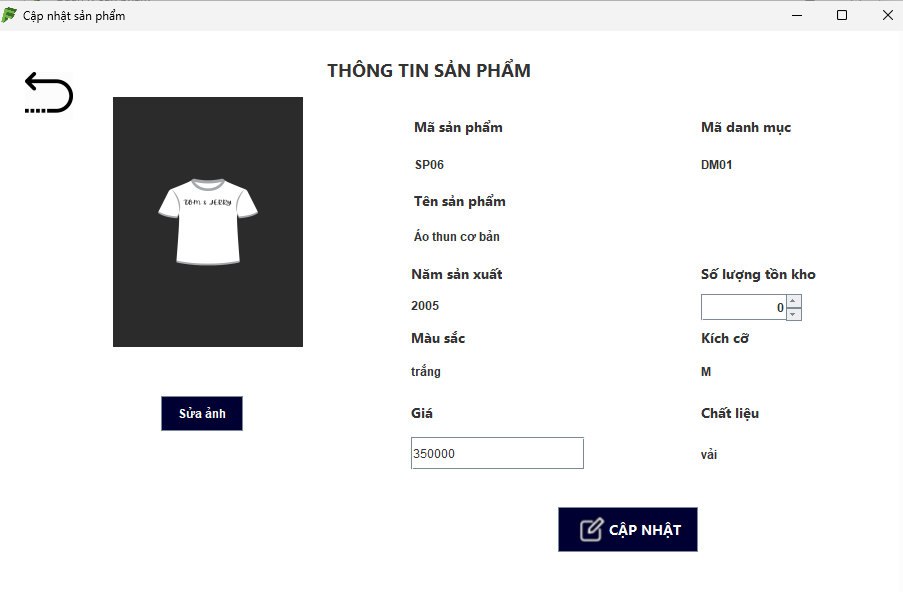 Cập nhật sản phẩm
THÔNG TIN SẢN PHẨM
TOM & JERRY
Mã sản phẩm
Mã danh mục
SP06
DM01
Tên sản phẩm
Áo thun cơ bản
Năm sản xuất
Số lượng tồn kho
2005
0
Màu sắc
Kích cỡ
trắng
M
Sửa ảnh
Giá
Chất liệu
350000
vải
CẬP NHẬT